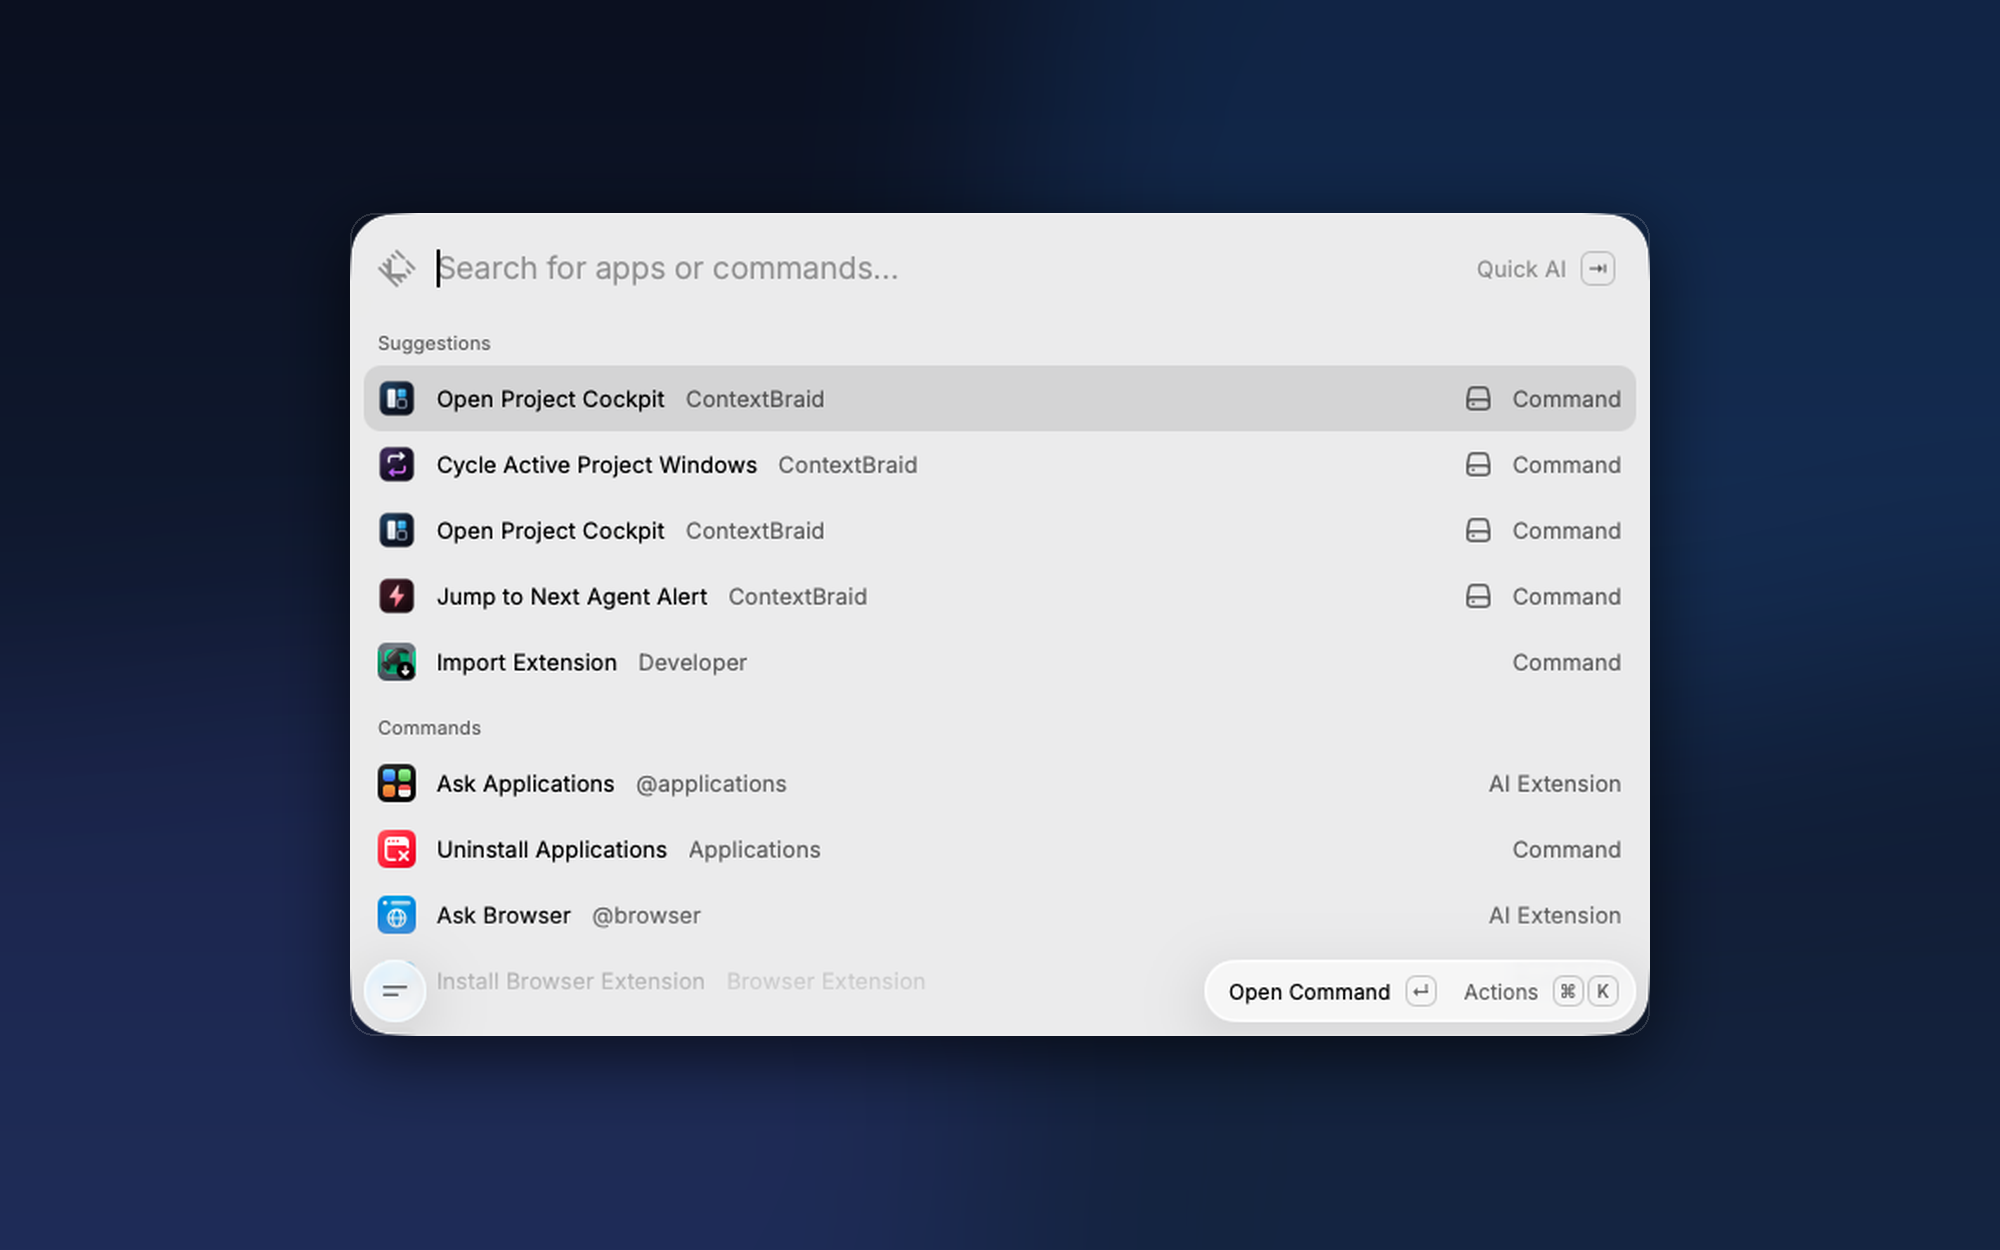 Search for apps or commands...
Quick AI
Suggestions
Open Project Cockpit ContextBraid Command
Cycle Active Project Windows ContextBraid Command
Open Project Cockpit ContextBraid Command
Jump to Next Agent Alert ContextBraid Command
Import Extension Developer Command
Commands
Ask Applications @applications AI Extension
Uninstall Applications Applications Command
Ask Browser @browser AI Extension
Install Browser Extension Browser Extension
Open Command ↵ Actions ⌘ K